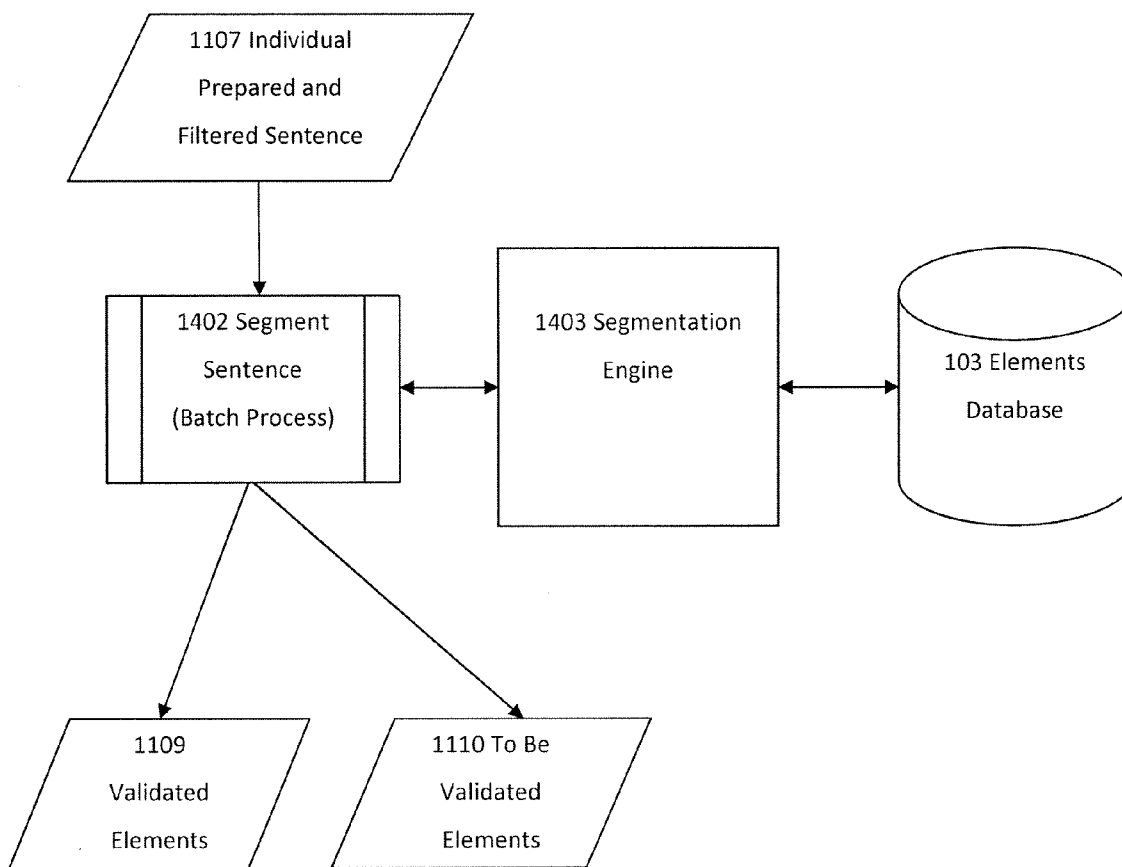 1107 Individual
Prepared and
Filtered Sentence
1402 Segment
Sentence
(Batch Process)
1403 Segmentation
Engine
103 Elements
Database
1109
Validated
Elements
1110 To Be
Validated
Elements